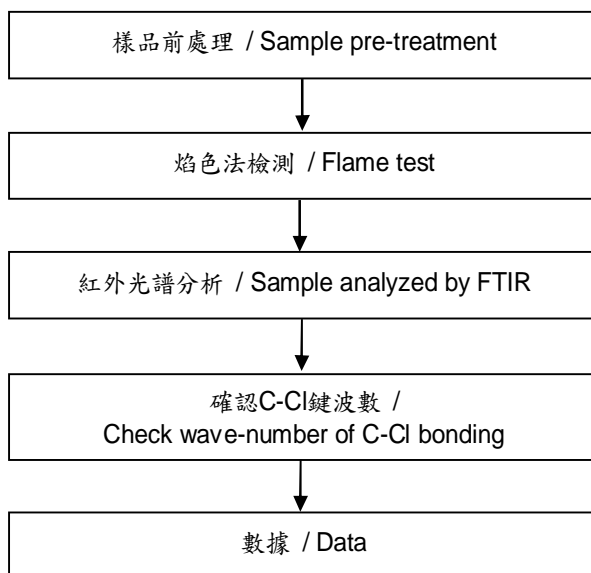 樣品前處理 / Sample pre-treatment
焰色法檢測 / Flame test
紅外光譜分析 / Sample analyzed by FTIR
確認C-Cl鍵波數 /
Check wave-number of C-Cl bonding
數據 / Data